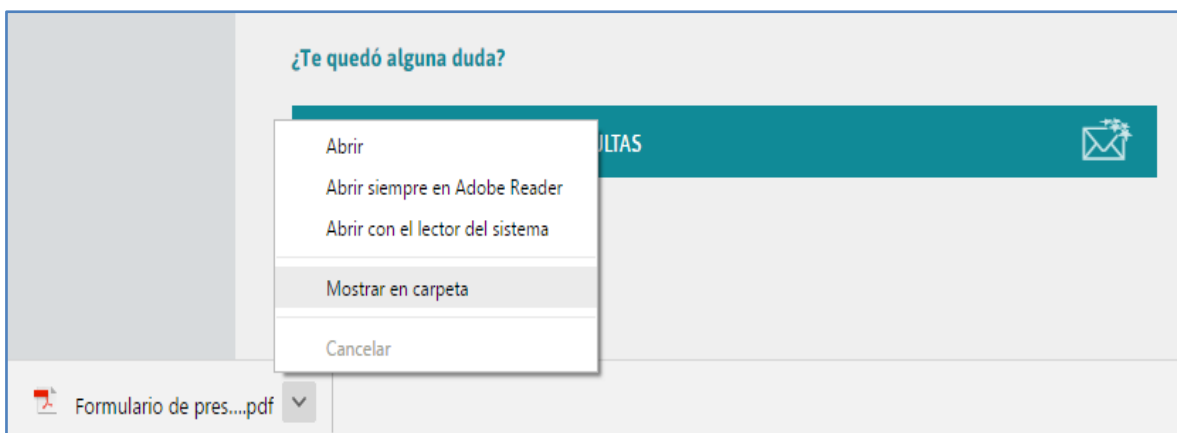 ¿Te quedó alguna duda?
ULTAS
Abrir
Abrir siempre en Adobe Reader
Abrir con el lector del sistema
Mostrar en carpeta
Cancelar
Formulario de pres....pdf